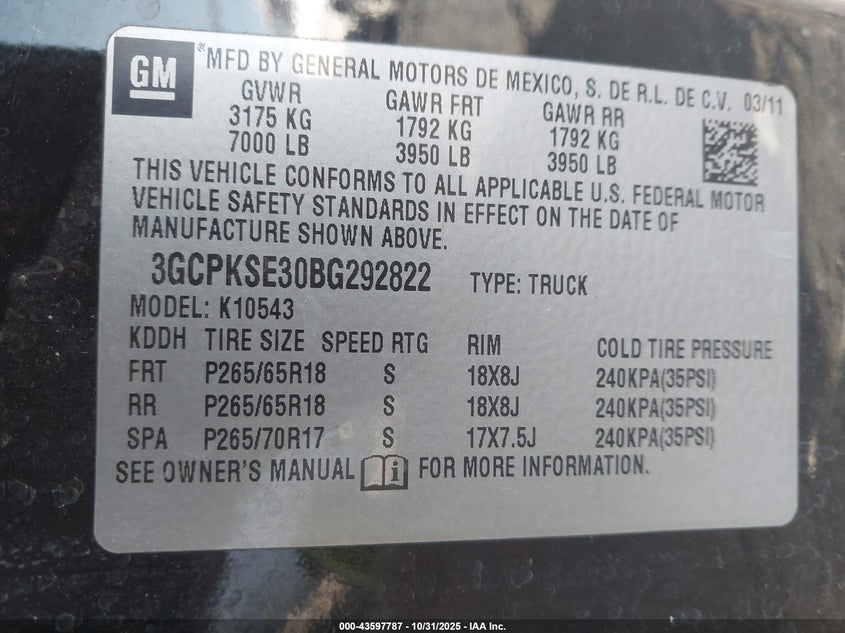 GM
®MFD BY GENERAL MOTORS DE MEXICO, S. DE R.L. DE C.V. 03/11
GVWR GAWR FRT GAWR RR
3175 KG 1792 KG 1792 KG
7000 LB 3950 LB 3950 LB
THIS VEHICLE CONFORMS TO ALL APPLICABLE U.S. FEDERAL MOTOR
VEHICLE SAFETY STANDARDS IN EFFECT ON THE DATE OF
MANUFACTURE SHOWN ABOVE.
3GCPKSE30BG292822 TYPE: TRUCK
MODEL: K10543
KDDH TIRE SIZE SPEED RTG RIM COLD TIRE PRESSURE
FRT P265/65R18 S 18X8J 240KPA(35PSI)
RR P265/65R18 S 18X8J 240KPA(35PSI)
SPA P265/70R17 S 17X7.5J 240KPA(35PSI)
SEE OWNER'S MANUAL i FOR MORE INFORMATION.
000-43597787 - 10/31/2025 - IAA Inc.